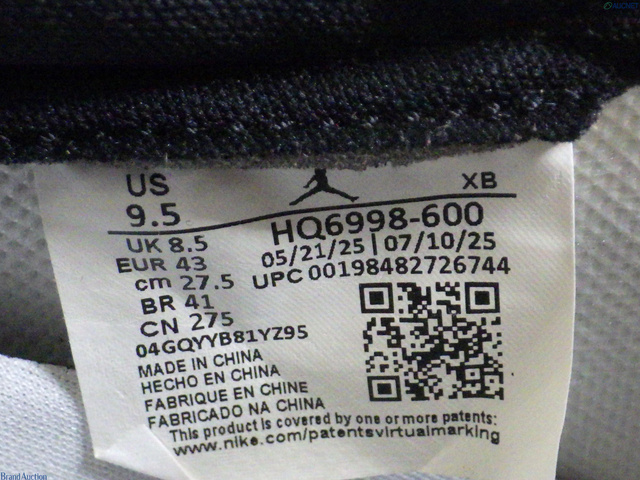 US
9.5
XB
HQ6998-600
05/21/25 | 07/10/25
UPC 00198482726744
UK 8.5
EUR 43
cm 27.5
BR 41
CN 275
04GQYYB81YZ95
MADE IN CHINA
HECHO EN CHINA
FABRIQUE EN CHINE
FABRICADO NA CHINA
This product is covered by one or more patents:
www.nike.com/patentsvirtualmarking
BrandAuction